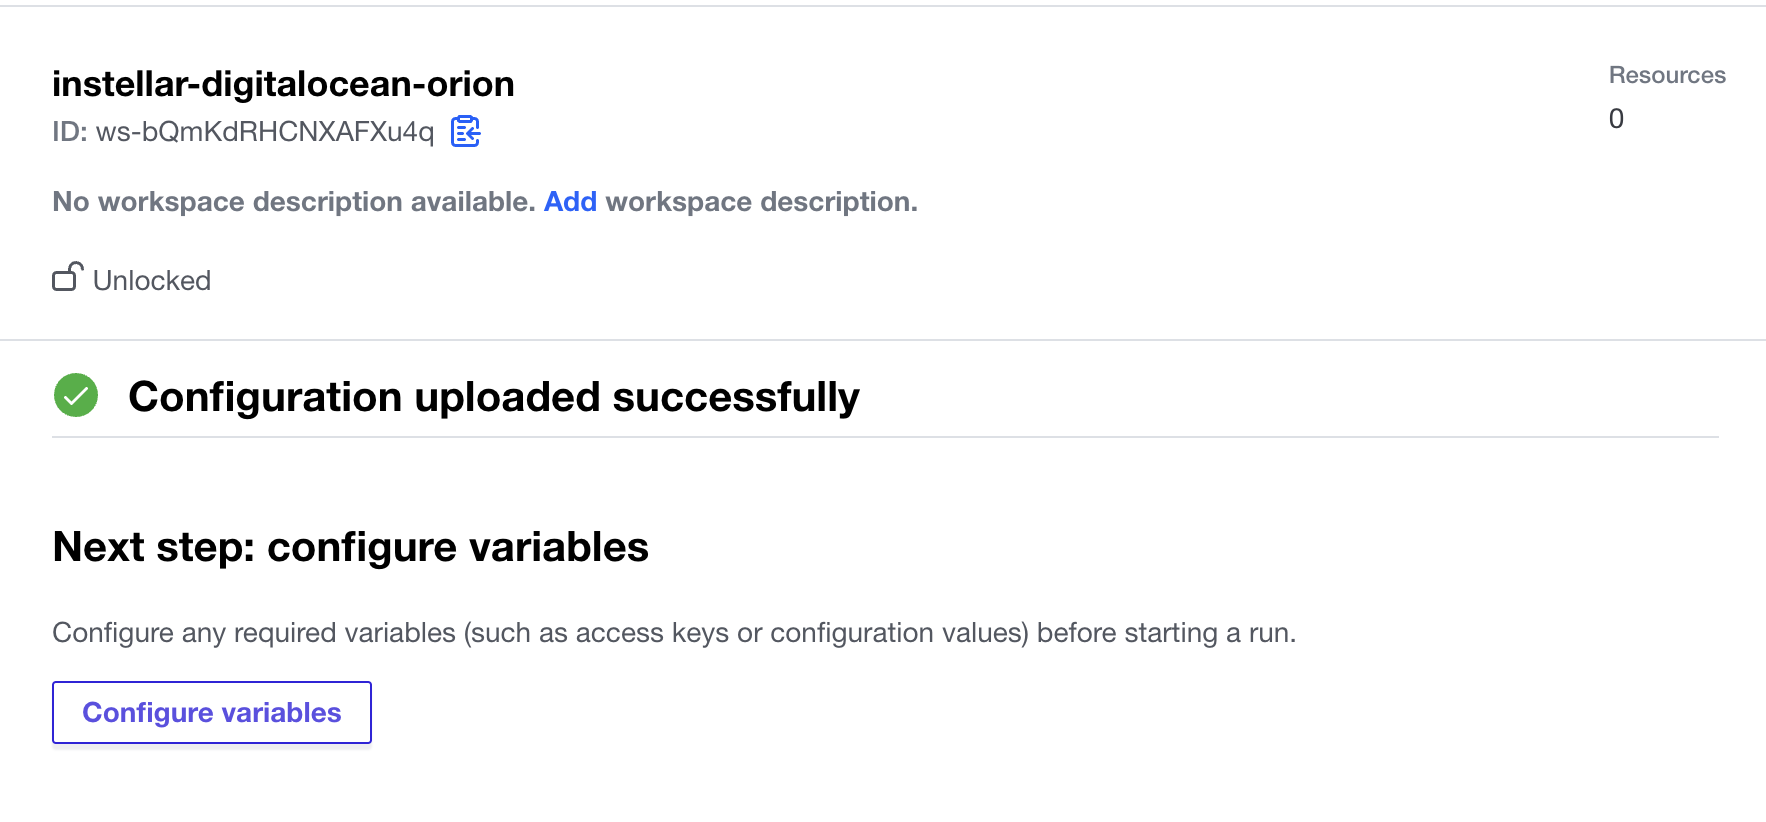 instellar-digitalocean-orion
Resources
ID: ws-bQmKdRHCNXAFXu4q
0
No workspace description available. Add workspace description.
Unlocked
Configuration uploaded successfully
Next step: configure variables
Configure any required variables (such as access keys or configuration values) before starting a run.
Configure variables